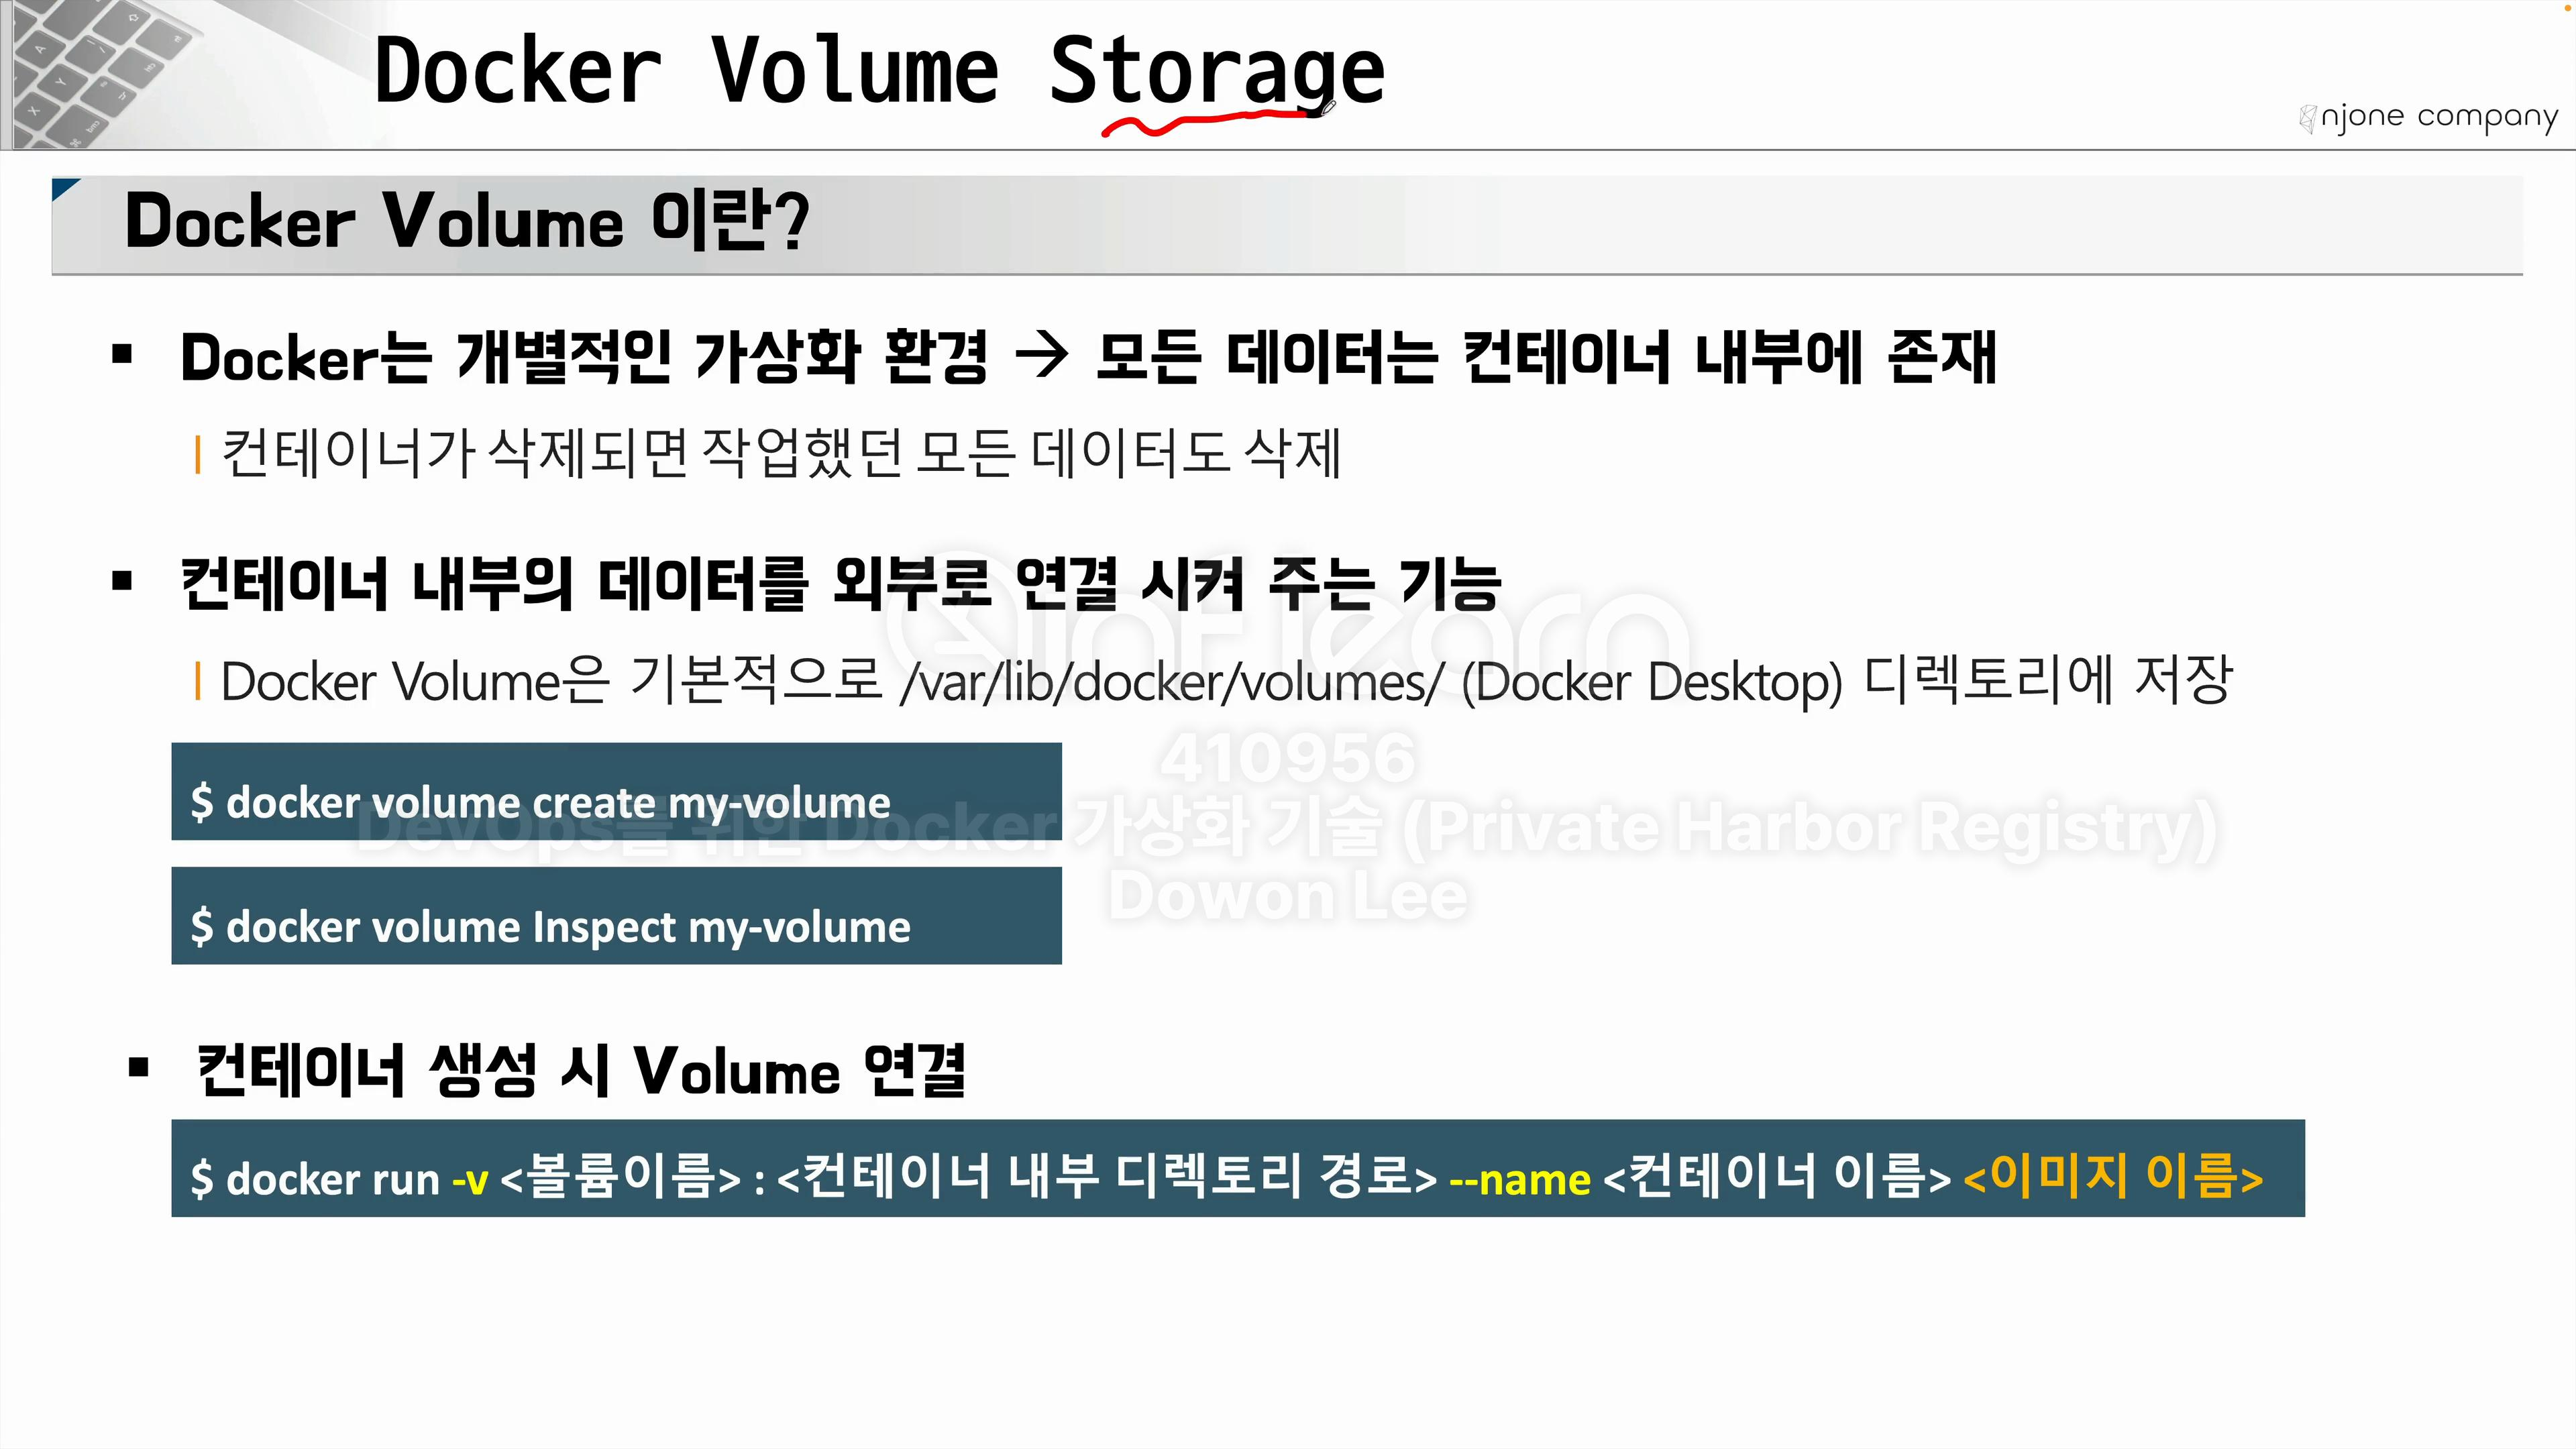 Docker Volume Storage
njone company
Docker Volume 이란?
▪ Docker는 개별적인 가상화 환경 → 모든 데이터는 컨테이너 내부에 존재
컨테이너가 삭제되면 작업했던 모든 데이터도 삭제
▪ 컨테이너 내부의 데이터를 외부로 연결 시켜 주는 기능
inflearn
Docker Volume은 기본적으로 /var/lib/docker/volumes/ (Docker Desktop) 디렉토리에 저장
410956
$ docker volume create my-volume
DevOps를 위한 Docker 가상화 기술 (Private Harbor Registry)
Dowon Lee
$ docker volume Inspect my-volume
▪ 컨테이너 생성 시 Volume 연결
$ docker run -v <볼륨이름> : <컨테이너 내부 디렉토리 경로> --name <컨테이너 이름> <이미지 이름>